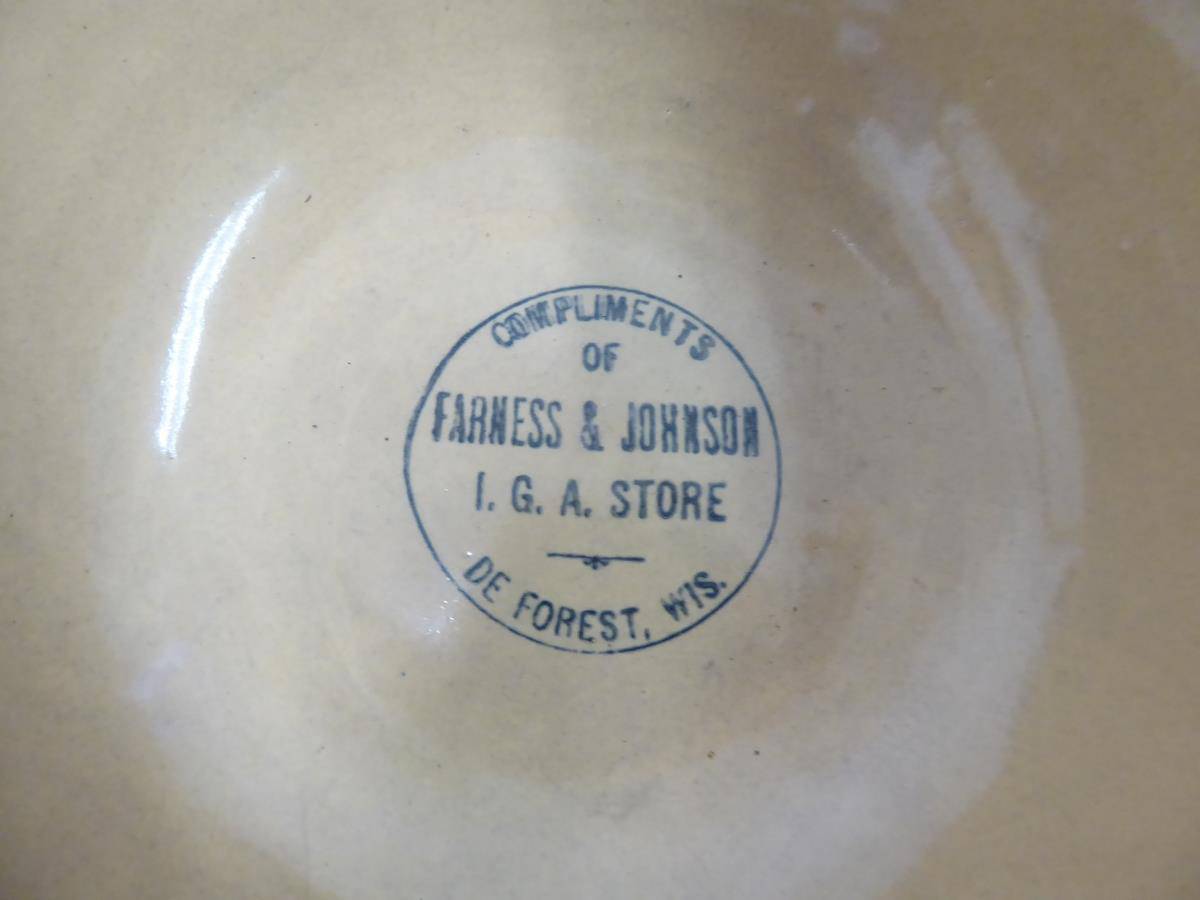 COMPLIMENTS
OF
FARNESS & JOHNSON
I. G. A. STORE
DE FOREST, WIS.